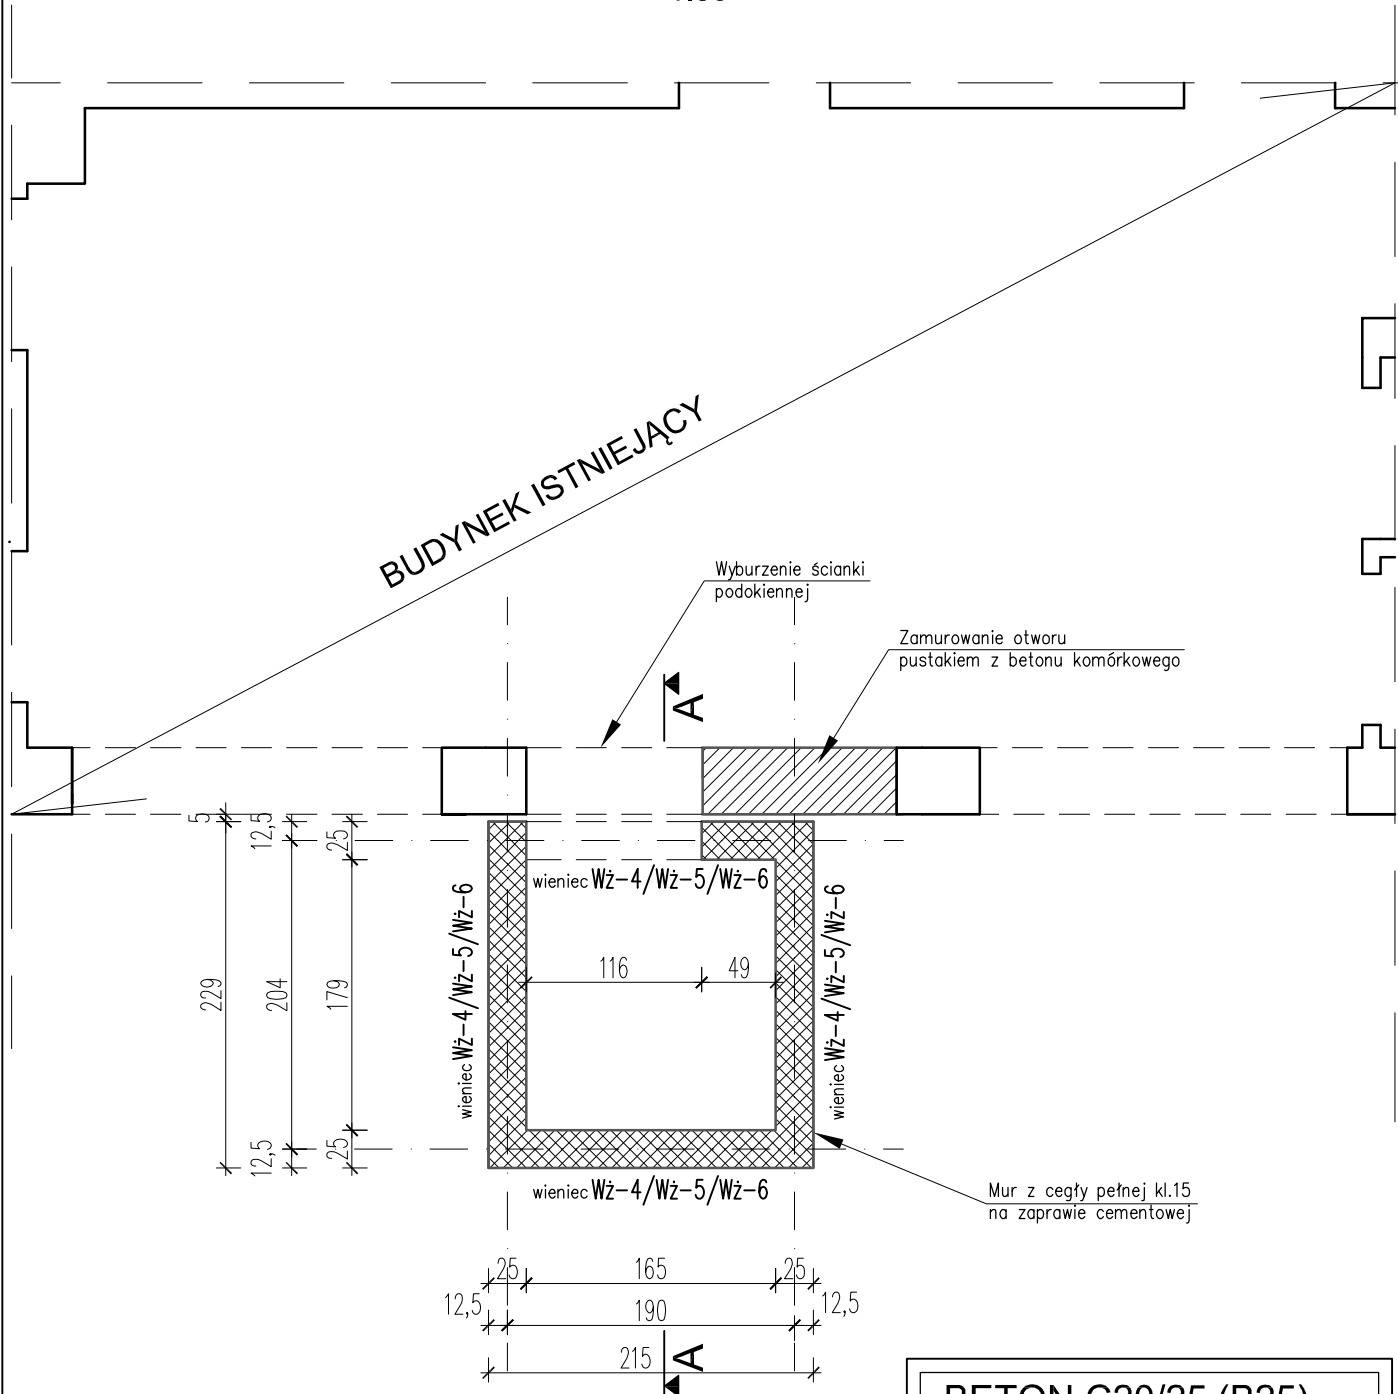 BUDYNEK ISTNIEJĄCY
Wyburzenie ścianki
podokiennej
Zamurowanie otworu
pustakiem z betonu komórkowego
A
5
12,5
25
wieniec Wż-4/Wż-5/Wż-6
wieniec Wż-4/Wż-5/Wż-6
wieniec Wż-4/Wż-5/Wż-6
116
49
229
204
179
12,5
25
wieniec Wż-4/Wż-5/Wż-6
Mur z cegły pełnej kl.15
na zaprawie cementowej
25
165
25
12,5
190
12,5
215
A